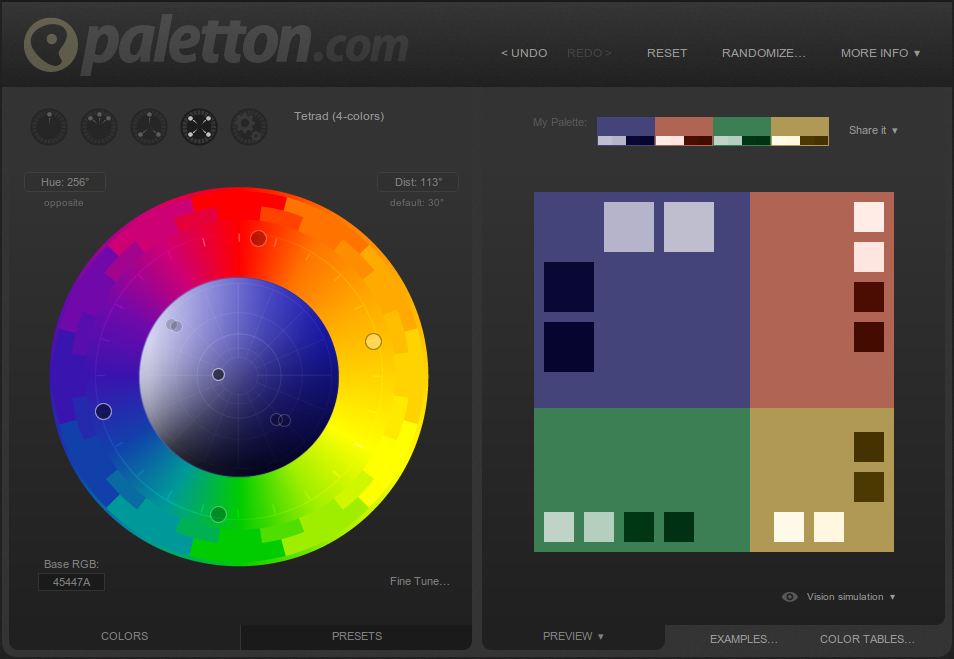 paletton.com
< UNDO REDO > RESET RANDOMIZE... MORE INFO ▼
Tetrad (4-colors)
My Palette:
Share it ▼
Hue: 256°
opposite
Dist: 113°
default: 30°
Base RGB:
45447A
Fine Tune...
Vision simulation ▼
COLORS PRESETS
PREVIEW ▼ EXAMPLES... COLOR TABLES...